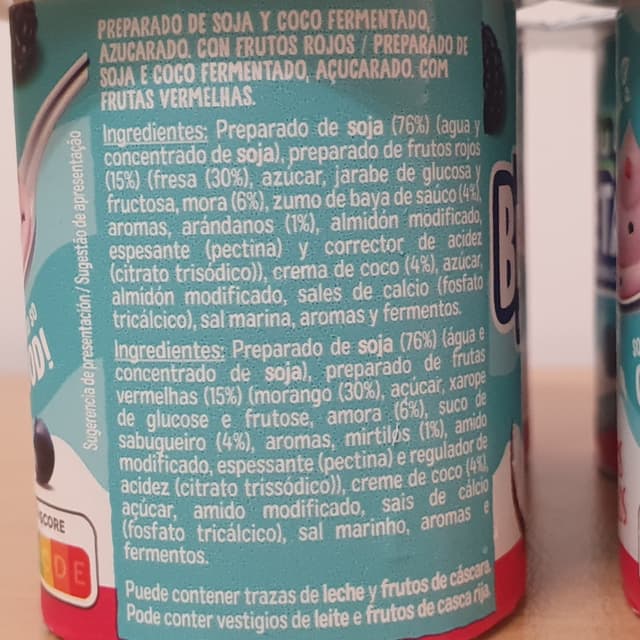 PREPARADO DE SOJA Y COCO FERMENTADO,
AZUCARADO. CON FRUTOS ROJOS / PREPARADO DE
SOJA E COCO FERMENTADO, AÇUCARADO. COM
FRUTAS VERMELHAS.
Ingredientes: Preparado de soja (76%) (agua y
concentrado de soja), preparado de frutos rojos
(15%) (fresa (30%), azúcar, jarabe de glucosa y
fructosa, mora (6%), zumo de baya de saúco (4%),
aromas, arándanos (1%), almidón modificado,
espesante (pectina) y corrector de acidez
(citrato trisódico)), crema de coco (4%), azúcar,
almidón modificado, sales de calcio (fosfato
tricálcico), sal marina, aromas y fermentos.
Ingredientes: Preparado de soja (76%) (água e
concentrado de soja), preparado de frutas
vermelhas (15%) (morango (30%), açúcar, xarope
de glucose e frutose, amora (6%), suco de
sabugueiro (4%), aromas, mirtilos (1%), amido
modificado, espessante (pectina) e regulador de
acidez (citrato trissódico)), creme de coco (4%),
açúcar, amido modificado, sais de cálcio
(fosfato tricálcico), sal marinho, aromas e
fermentos.
Puede contener trazas de leche y frutos de cáscara.
Pode conter vestígios de leite e frutos de casca rija.
Sugerencia de presentación / Sugestão de apresentação
SCORE
D E
B